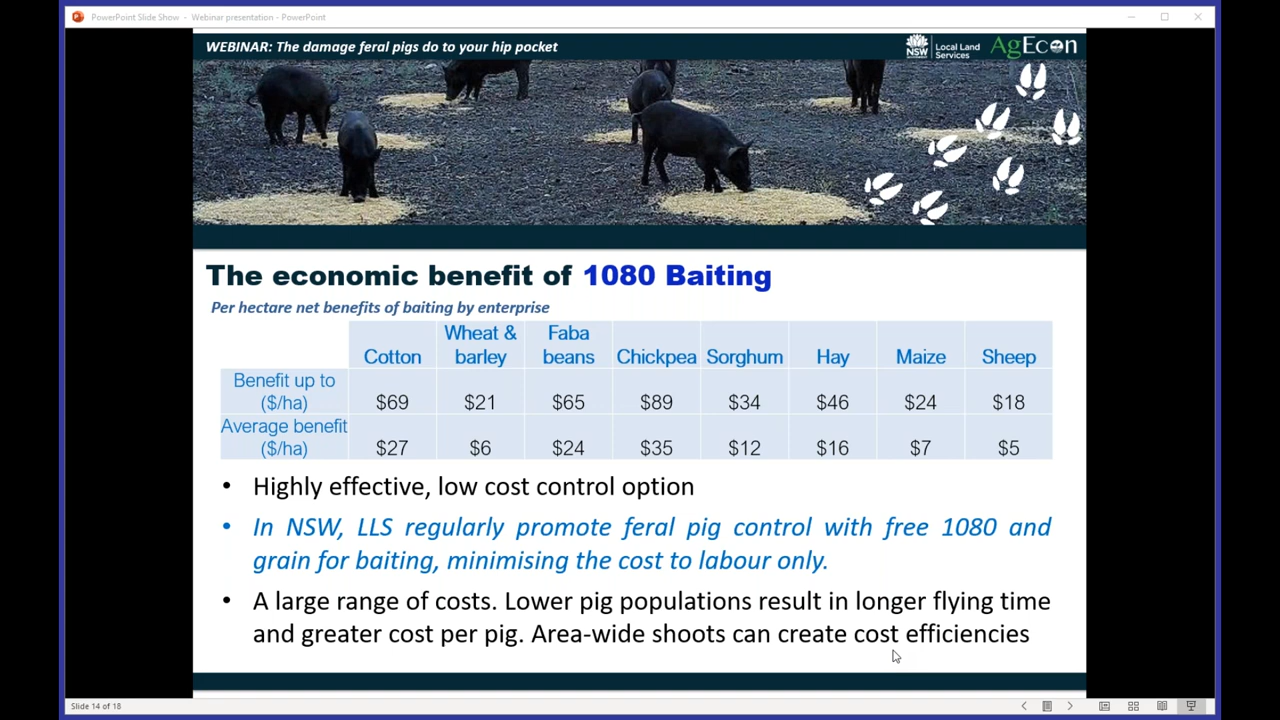 PowerPoint Slide Show - Webinar presentation - PowerPoint
WEBINAR: The damage feral pigs do to your hip pocket
NSW
Local Land
Services
AgEcon
The economic benefit of 1080 Baiting
Per hectare net benefits of baiting by enterprise
Cotton Wheat & barley Faba beans Chickpea Sorghum Hay Maize Sheep
Benefit up to ($/ha) $69 $21 $65 $89 $34 $46 $24 $18
Average benefit ($/ha) $27 $6 $24 $35 $12 $16 $7 $5
• Highly effective, low cost control option
• In NSW, LLS regularly promote feral pig control with free 1080 and
grain for baiting, minimising the cost to labour only.
• A large range of costs. Lower pig populations result in longer flying time
and greater cost per pig. Area-wide shoots can create cost efficiencies
Slide 14 of 18